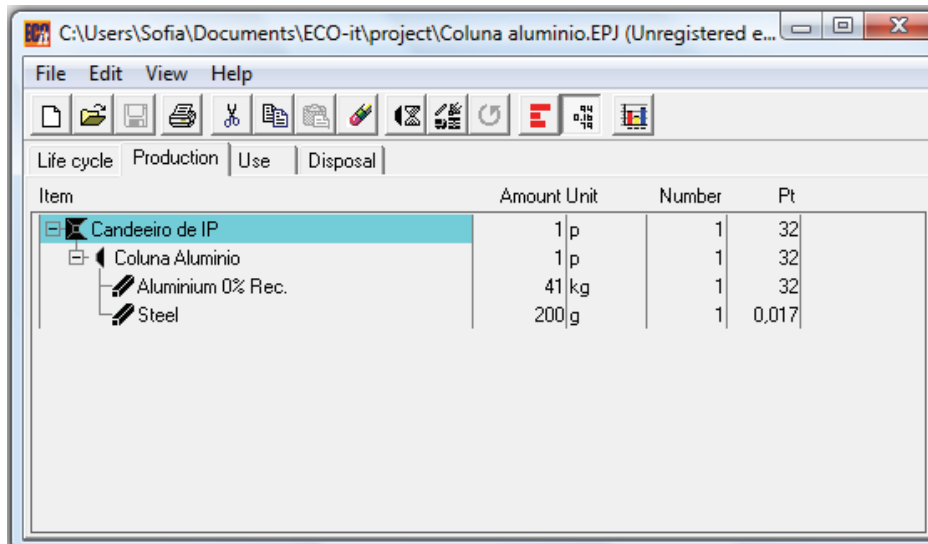 ECO C:\Users\Sofia\Documents\ECO-it\project\Coluna aluminio.EPJ (Unregistered e...
File Edit View Help
Life cycle Production Use Disposal
Item Amount Unit Number Pt
Candeeiro de IP 1 p 1 32
Coluna Aluminio 1 p 1 32
Aluminium 0% Rec. 41 kg 1 32
Steel 200 g 1 0,017